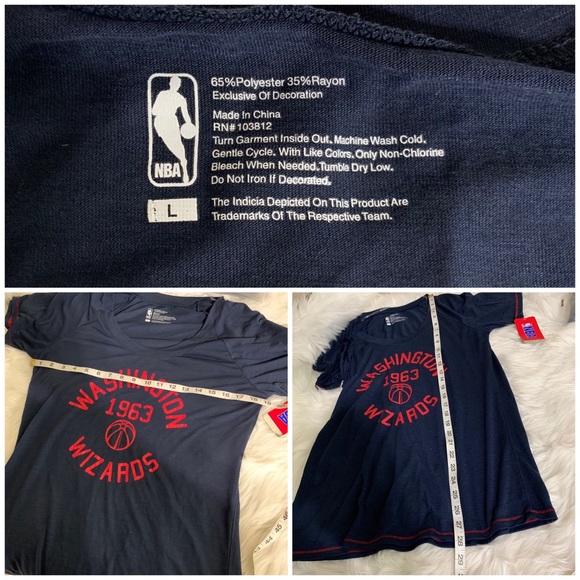 65%Polyester 35%Rayon
Exclusive Of Decoration
Made In China
RN# 103812
Turn Garment Inside Out. Machine Wash Cold.
Gentle Cycle. With Like Colors. Only Non-Chlorine
Bleach When Needed. Tumble Dry Low.
Do Not Iron If Decorated.
NBA
L
The Indicia Depicted On This Product Are
Trademarks Of The Respective Team.
WASHINGTON
1963
WIZARDS
WASHINGTON
1963
WIZARDS